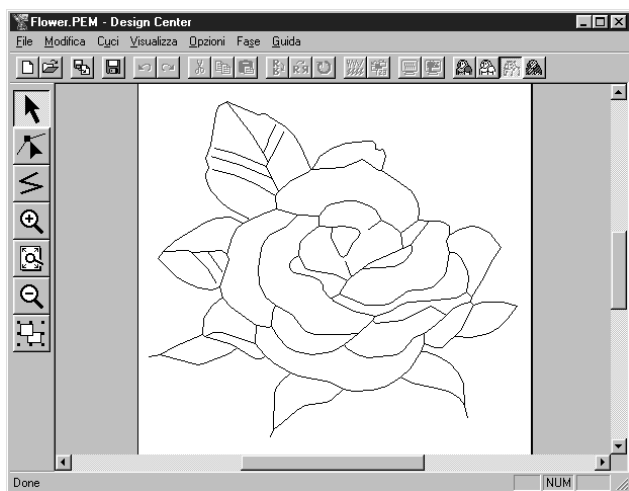 Flower.PEM - Design Center
File Modifica Cuci Visualizza Opzioni Fase Guida
Done NUM